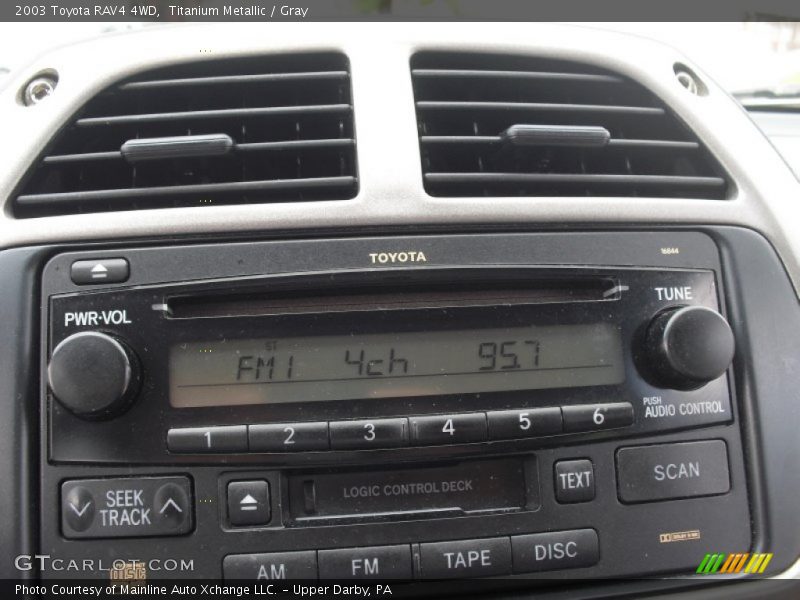 2003 Toyota RAV4 4WD, Titanium Metallic / Gray
TOYOTA
16844
PWR·VOL
TUNE
ST
FM1 4ch 95.7
PUSH
AUDIO CONTROL
1 2 3 4 5 6
SEEK
TRACK
LOGIC CONTROL DECK
TEXT
SCAN
AM FM TAPE DISC
DISC
GTCARLOT.COM
Photo Courtesy of Mainline Auto Xchange LLC. - Upper Darby, PA